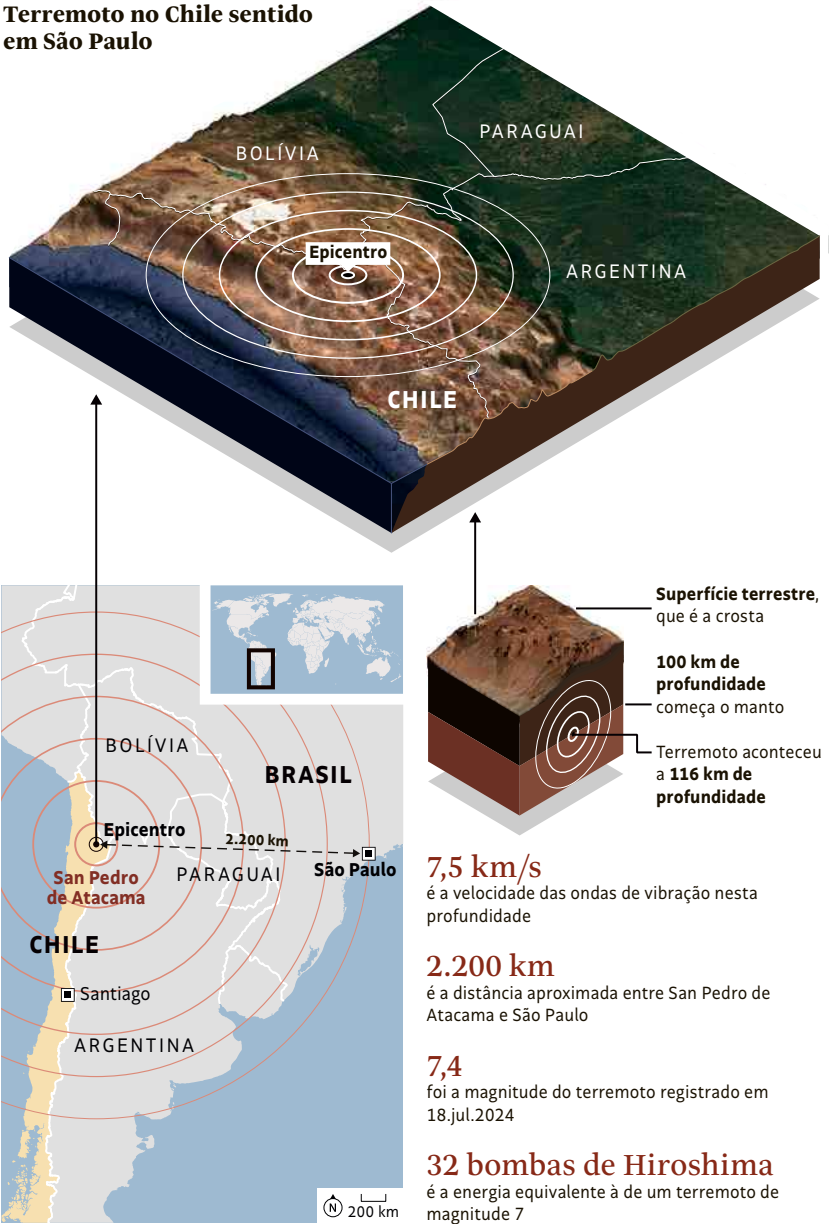 Terremoto no Chile sentido
em São Paulo
PARAGUAI
BOLÍVIA
Epicentro
ARGENTINA
CHILE
Superfície terrestre,
que é a crosta
100 km de
profundidade
começa o manto
Terremoto aconteceu
a 116 km de
profundidade
BOLÍVIA
BRASIL
Epicentro
2.200 km
São Paulo
PARAGUAI
San Pedro
de Atacama
CHILE
Santiago
ARGENTINA
N
200 km
7,5 km/s
é a velocidade das ondas de vibração nesta
profundidade
2.200 km
é a distância aproximada entre San Pedro de
Atacama e São Paulo
7,4
foi a magnitude do terremoto registrado em
18.jul.2024
32 bombas de Hiroshima
é a energia equivalente à de um terremoto de
magnitude 7